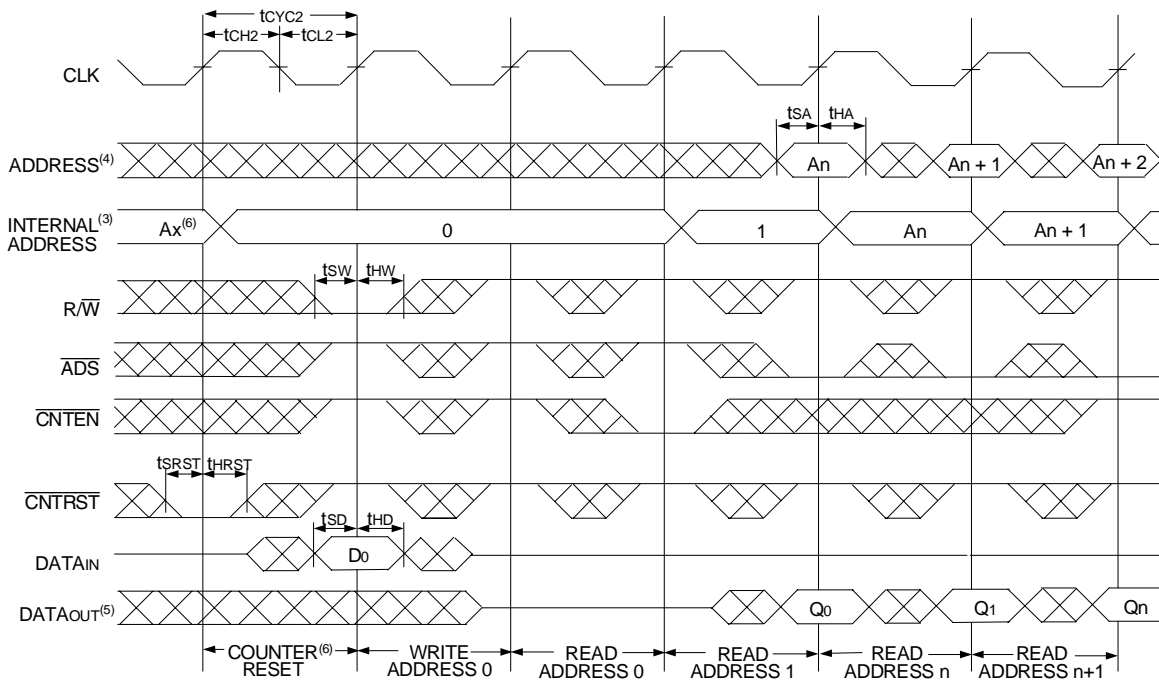 tCYC2
tCH2 tCL2
CLK
tSA tHA
ADDRESS(4) An An + 1 An + 2
INTERNAL(3) ADDRESS Ax(6) 0 1 An An + 1
tSW tHW
R/W
ADS
CNTEN
tSRST tHRST
CNTRST
tSD tHD
DATAIN D0
DATAOUT(5) Q0 Q1 Qn
COUNTER(6) RESET
WRITE ADDRESS 0
READ ADDRESS 0
READ ADDRESS 1
READ ADDRESS n
READ ADDRESS n+1